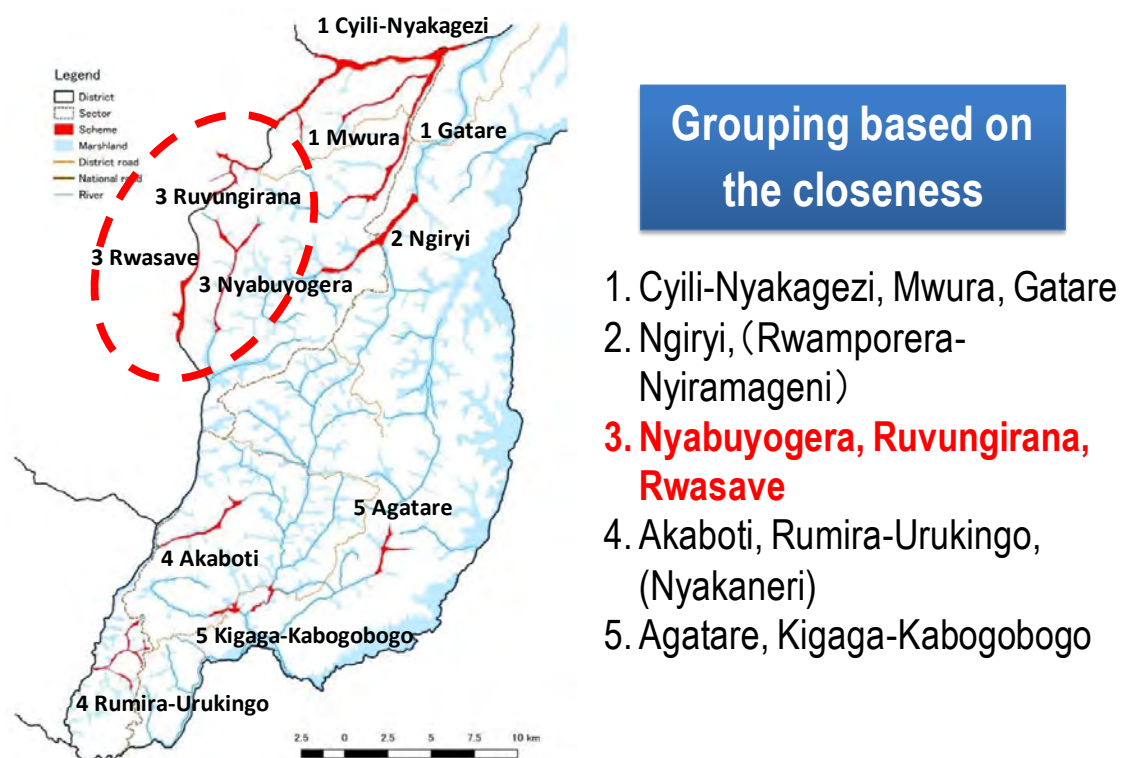 1 Cyili-Nyakagezi
Legend
District
Sector
Scheme
Marshland
District road
National road
River
1 Mwura
1 Gatare
3 Ruvungirana
2 Ngiryi
3 Rwasave
3 Nyabuyogera
5 Agatare
4 Akaboti
5 Kigaga-Kabogobogo
4 Rumira-Urukingo
2.5 0 2.5 5 7.5 10 km
Grouping based on
the closeness
1. Cyili-Nyakagezi, Mwura, Gatare
2. Ngiryi,（Rwamporera-
Nyiramageni）
3. Nyabuyogera, Ruvungirana,
Rwasave
4. Akaboti, Rumira-Urukingo,
(Nyakaneri)
5. Agatare, Kigaga-Kabogobogo